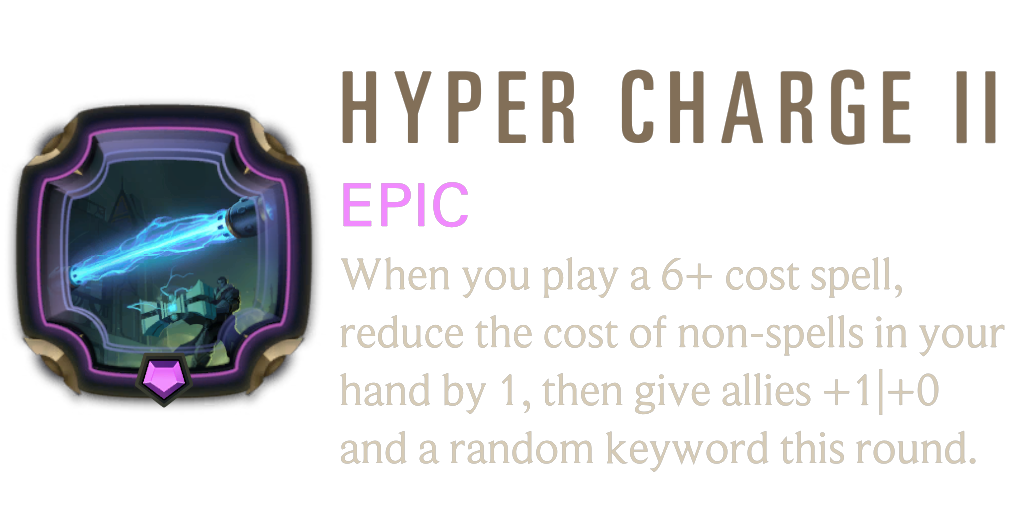 HYPER CHARGE II
EPIC
When you play a 6+ cost spell,
reduce the cost of non-spells in your
hand by 1, then give allies +1|+0
and a random keyword this round.